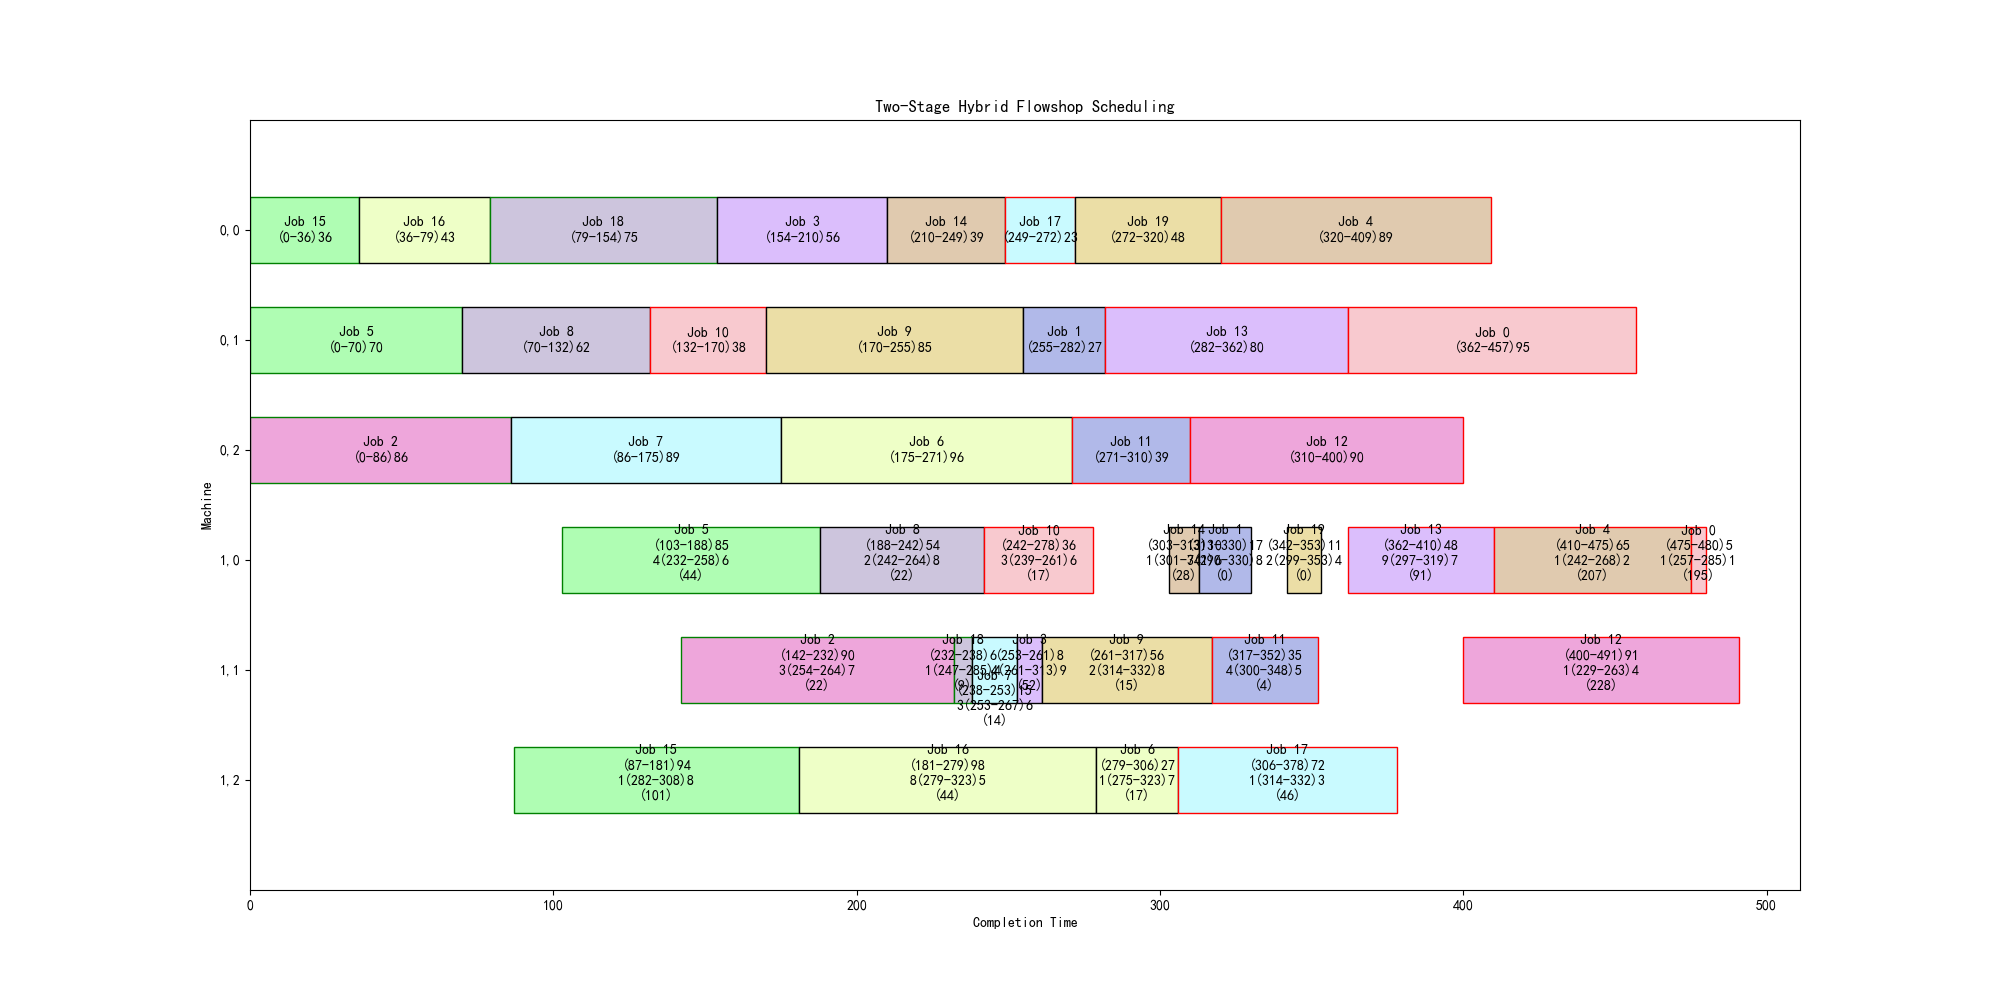 Two-Stage Hybrid Flowshop Scheduling
0,0
Job 15
(0-36)36
Job 16
(36-79)43
Job 18
(79-154)75
Job 3
(154-210)56
Job 14
(210-249)39
Job 17
(249-272)23
Job 19
(272-320)48
Job 4
(320-409)89
0,1
Job 5
(0-70)70
Job 8
(70-132)62
Job 10
(132-170)38
Job 9
(170-255)85
Job 1
(255-282)27
Job 13
(282-362)80
Job 0
(362-457)95
0,2
Job 2
(0-86)86
Job 7
(86-175)89
Job 6
(175-271)96
Job 11
(271-310)39
Job 12
(310-400)90
Machine
1,0
Job 5
(103-188)85
4(232-258)6
(44)
Job 8
(188-242)54
2(242-264)8
(22)
Job 10
(242-278)36
3(239-261)6
(17)
Job 14
(303-313)10
(28)
Job 1
(313-330)17
(0)
Job 19
(342-353)11
2(299-353)4
(0)
Job 13
(362-410)48
9(297-319)7
(91)
Job 4
(410-475)65
1(242-268)2
(207)
Job 0
(475-480)5
1(257-285)1
(195)
1,1
Job 2
(142-232)90
3(254-264)7
(22)
Job 18
(232-238)6
1(247-285)4
(9)
Job 7
(238-253)15
3(253-267)6
(14)
Job 3
(253-261)8
(52)
Job 9
(261-317)56
2(314-332)8
(15)
Job 11
(317-352)35
4(300-348)5
(4)
Job 12
(400-491)91
1(229-263)4
(228)
1,2
Job 15
(87-181)94
1(282-308)8
(101)
Job 16
(181-279)98
8(279-323)5
(44)
Job 6
(279-306)27
1(275-323)7
(17)
Job 17
(306-378)72
1(314-332)3
(46)
0
100
200
300
400
500
Completion Time